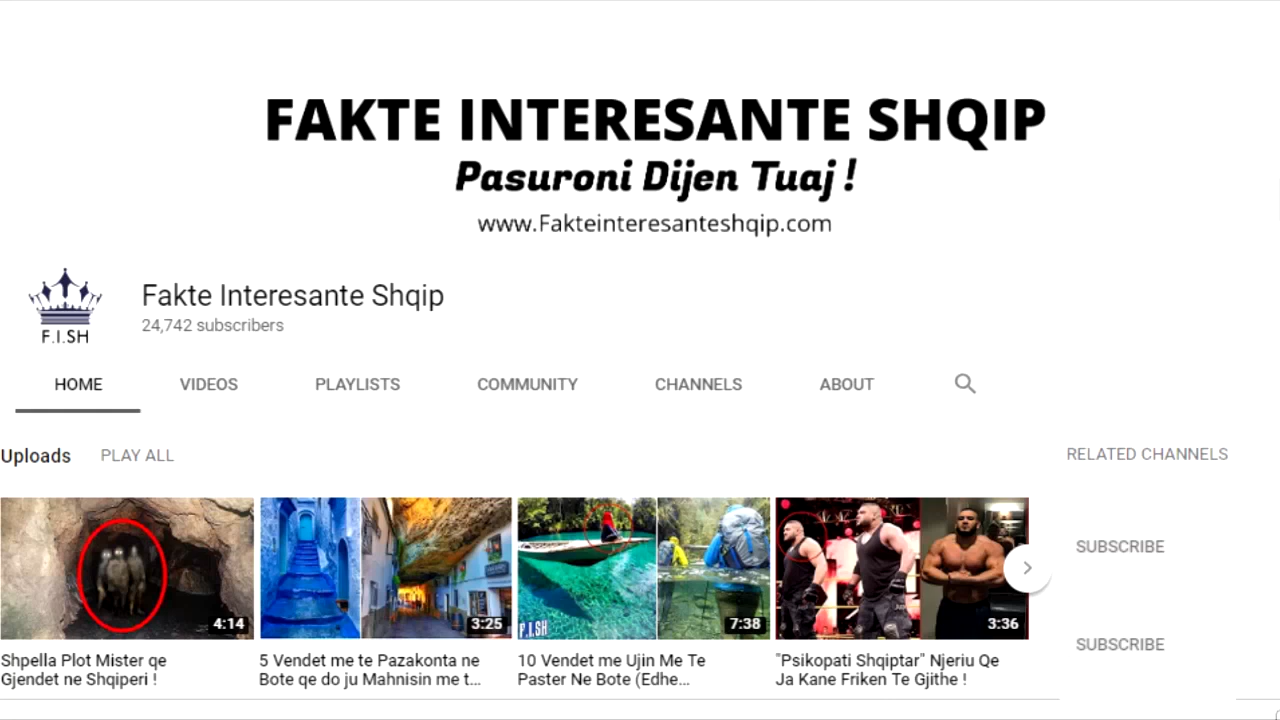 FAKTE INTERESANTE SHQIP
Pasuroni Dijen Tuaj !
www.Fakteinteresanteshqip.com
F.I.SH
Fakte Interesante Shqip
24,742 subscribers
HOME VIDEOS PLAYLISTS COMMUNITY CHANNELS ABOUT
Uploads PLAY ALL
RELATED CHANNELS
4:14
3:25
F.I.SH
7:38
3:36
SUBSCRIBE
Shpella Plot Mister qe
Gjendet ne Shqiperi !
5 Vendet me te Pazakonta ne
Bote qe do ju Mahnisin me t...
10 Vendet me Ujin Me Te
Paster Ne Bote (Edhe...
"Psikopati Shqiptar" Njeriu Qe
Ja Kane Friken Te Gjithe !
SUBSCRIBE